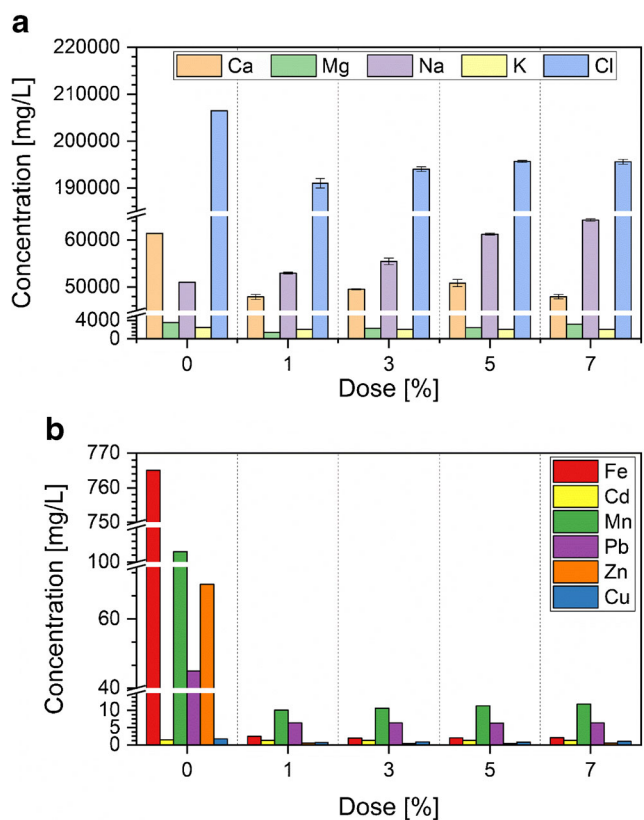 a
Concentration [mg/L]
220000
210000
200000
190000
60000
50000
4000
0
Ca Mg Na K Cl
0 1 3 5 7
Dose [%]
b
Concentration [mg/L]
770
760
750
100
60
40
10
5
0
Fe
Cd
Mn
Pb
Zn
Cu
0 1 3 5 7
Dose [%]